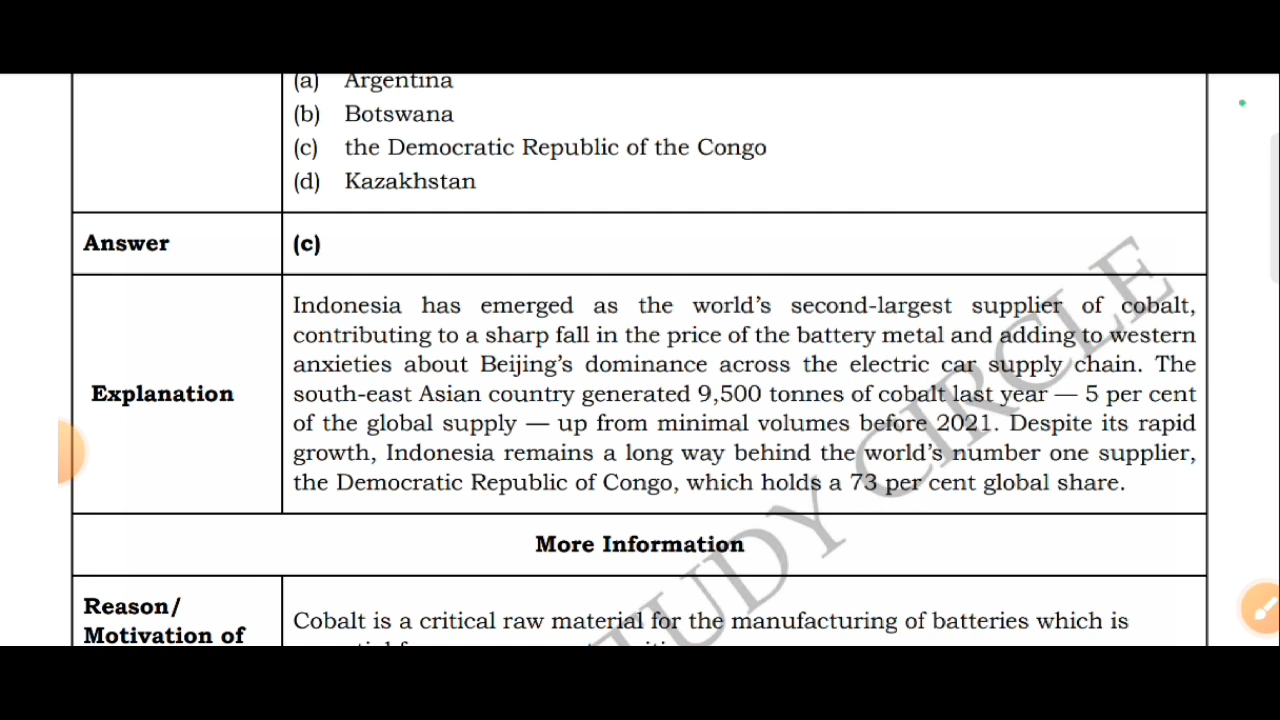 (a) Argentina
(b) Botswana
(c) the Democratic Republic of the Congo
(d) Kazakhstan
Answer
(c)
Explanation
Indonesia has emerged as the world's second-largest supplier of cobalt,
contributing to a sharp fall in the price of the battery metal and adding to western
anxieties about Beijing's dominance across the electric car supply chain. The
south-east Asian country generated 9,500 tonnes of cobalt last year — 5 per cent
of the global supply — up from minimal volumes before 2021. Despite its rapid
growth, Indonesia remains a long way behind the world's number one supplier,
the Democratic Republic of Congo, which holds a 73 per cent global share.
More Information
Reason/
Motivation of
Cobalt is a critical raw material for the manufacturing of batteries which is
TUDY CIRCLE